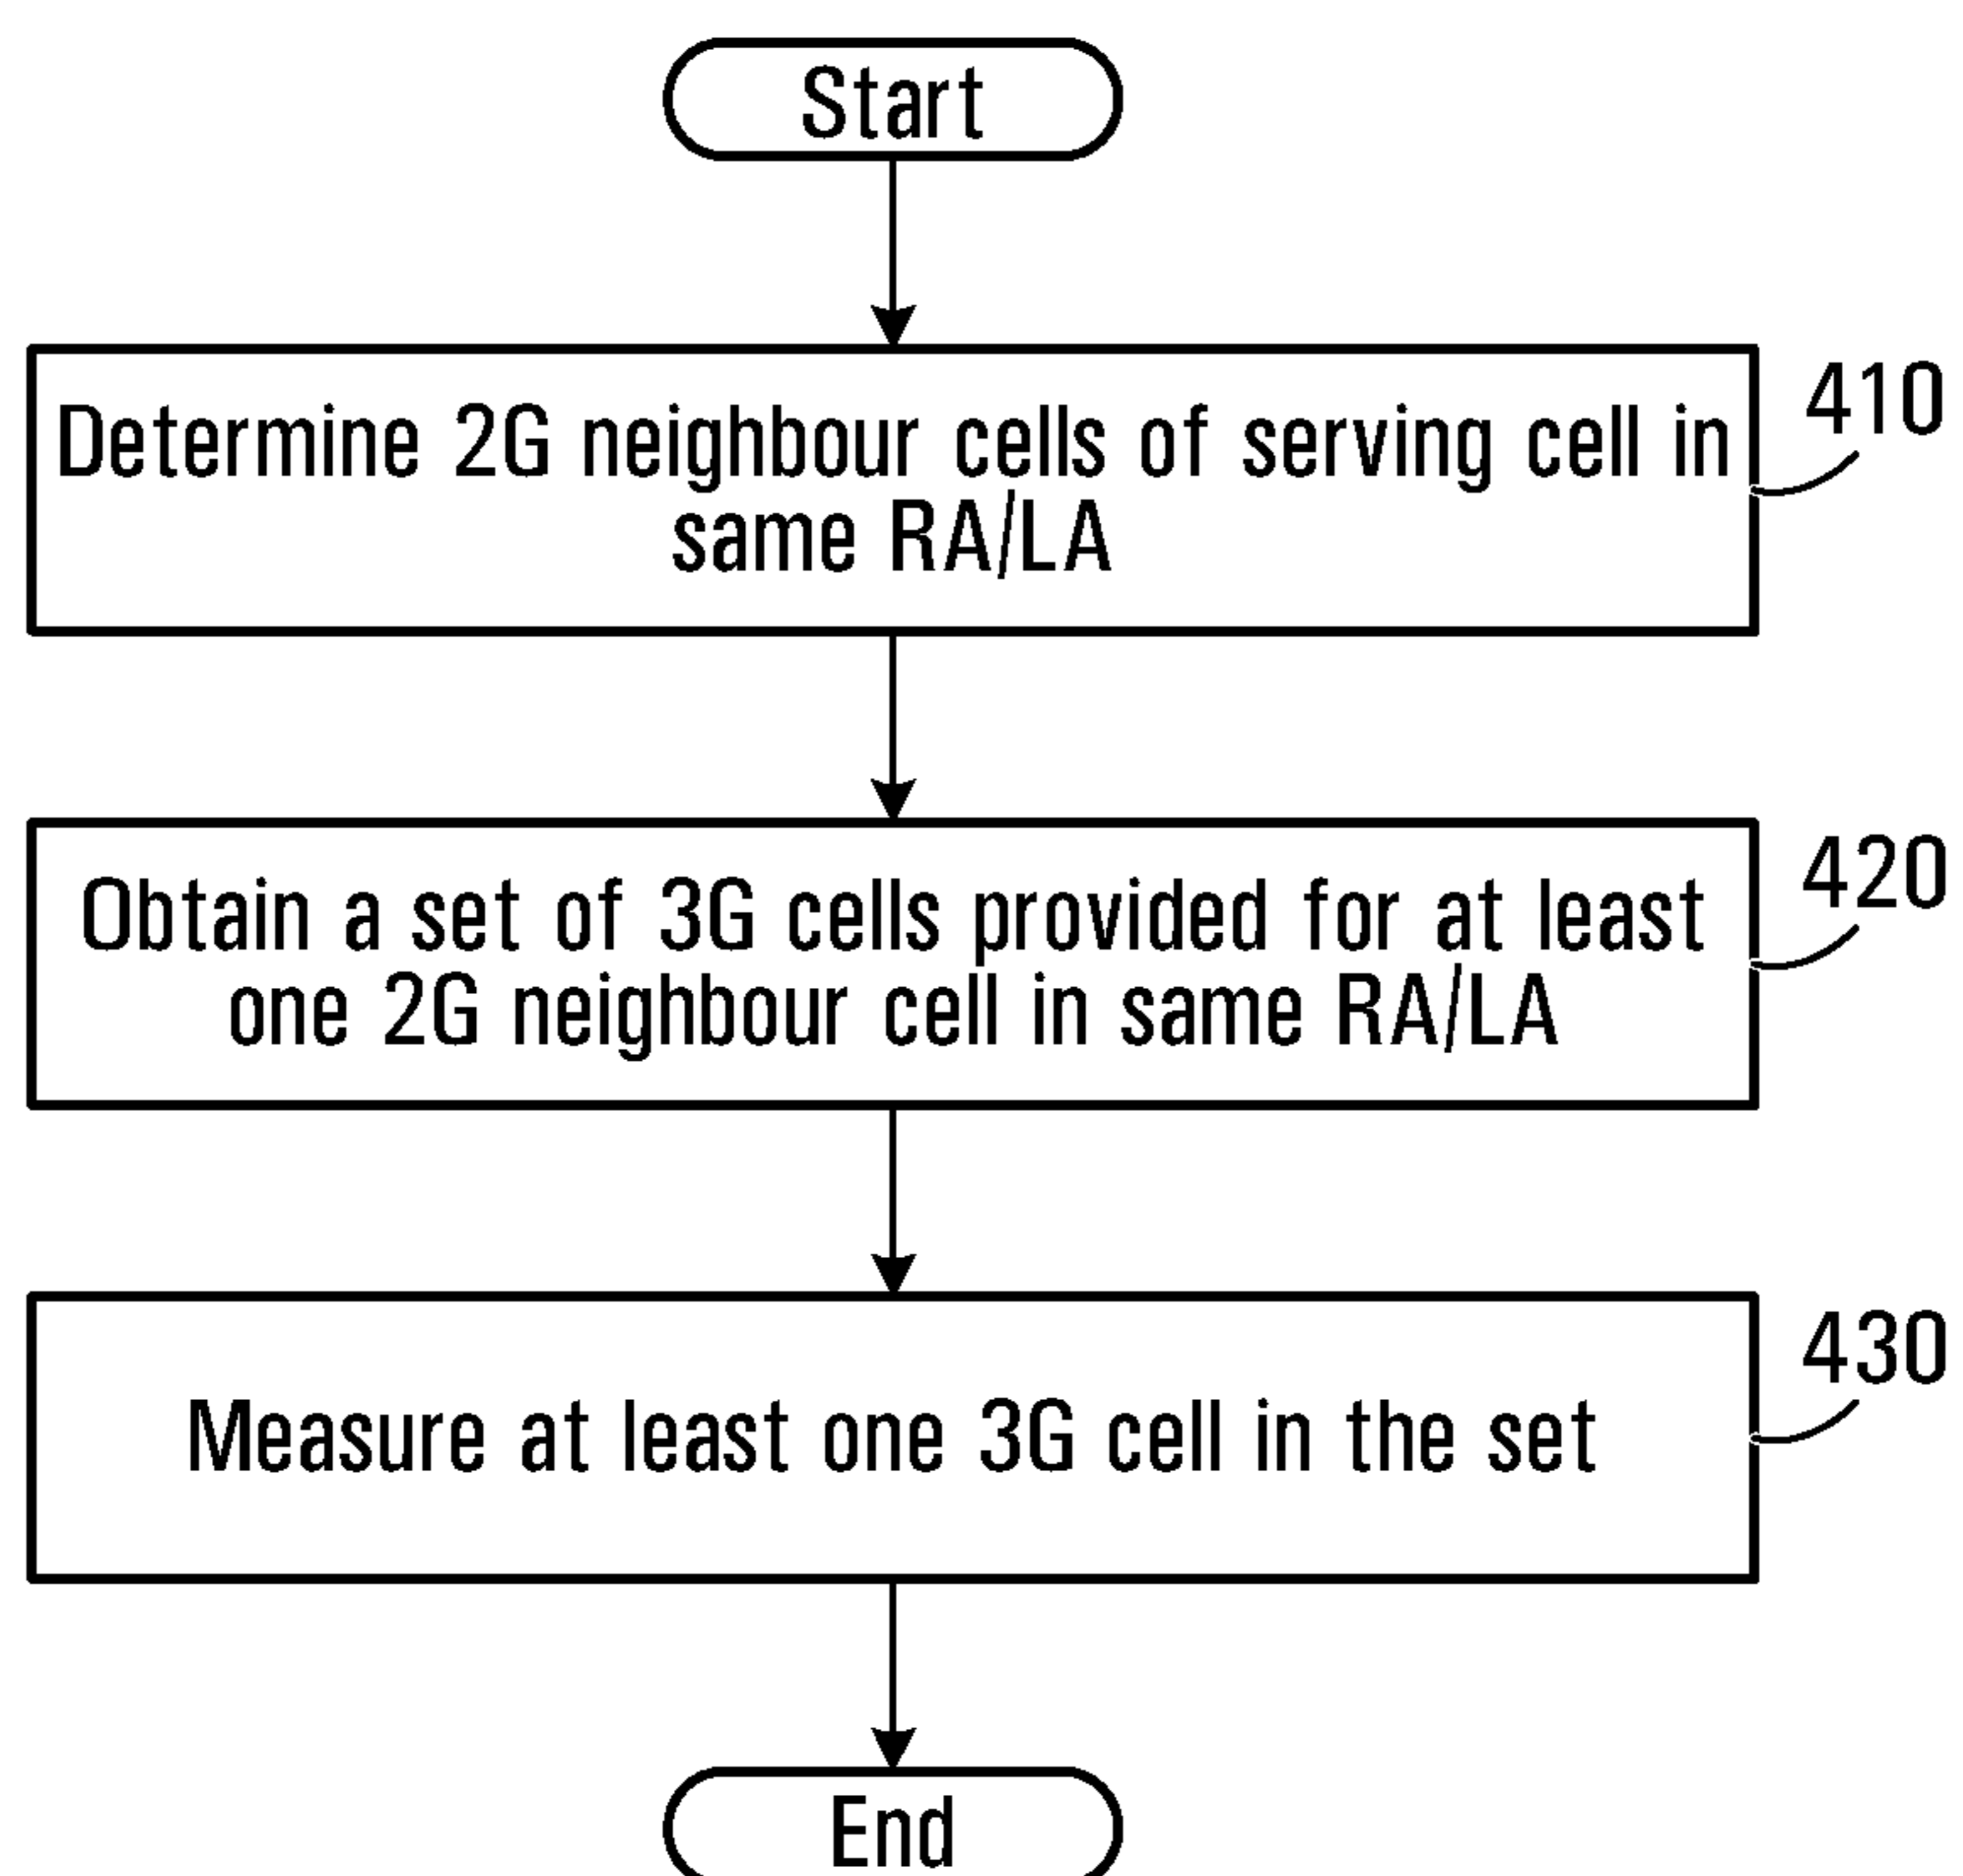 Start
Determine 2G neighbour cells of serving cell in
same RA/LA
410
Obtain a set of 3G cells provided for at least
one 2G neighbour cell in same RA/LA
420
Measure at least one 3G cell in the set
430
End